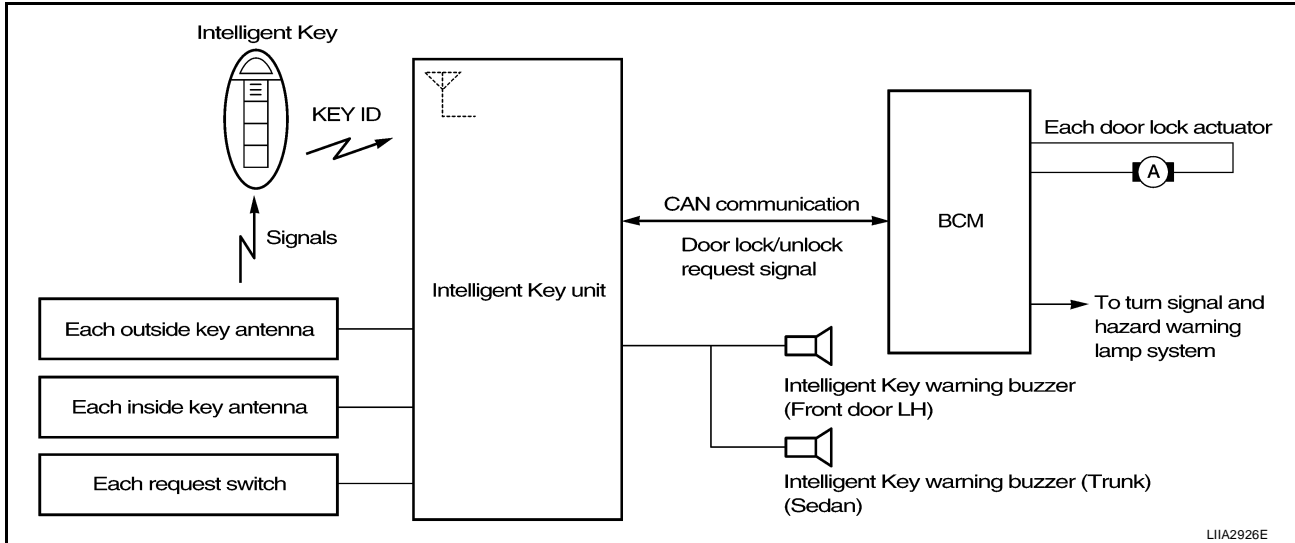 Intelligent Key
KEY ID
Signals
Each outside key antenna
Each inside key antenna
Each request switch
Intelligent Key unit
CAN communication
Door lock/unlock
request signal
BCM
Each door lock actuator
A
To turn signal and
hazard warning
lamp system
Intelligent Key warning buzzer
(Front door LH)
Intelligent Key warning buzzer (Trunk)
(Sedan)
LIIA2926E